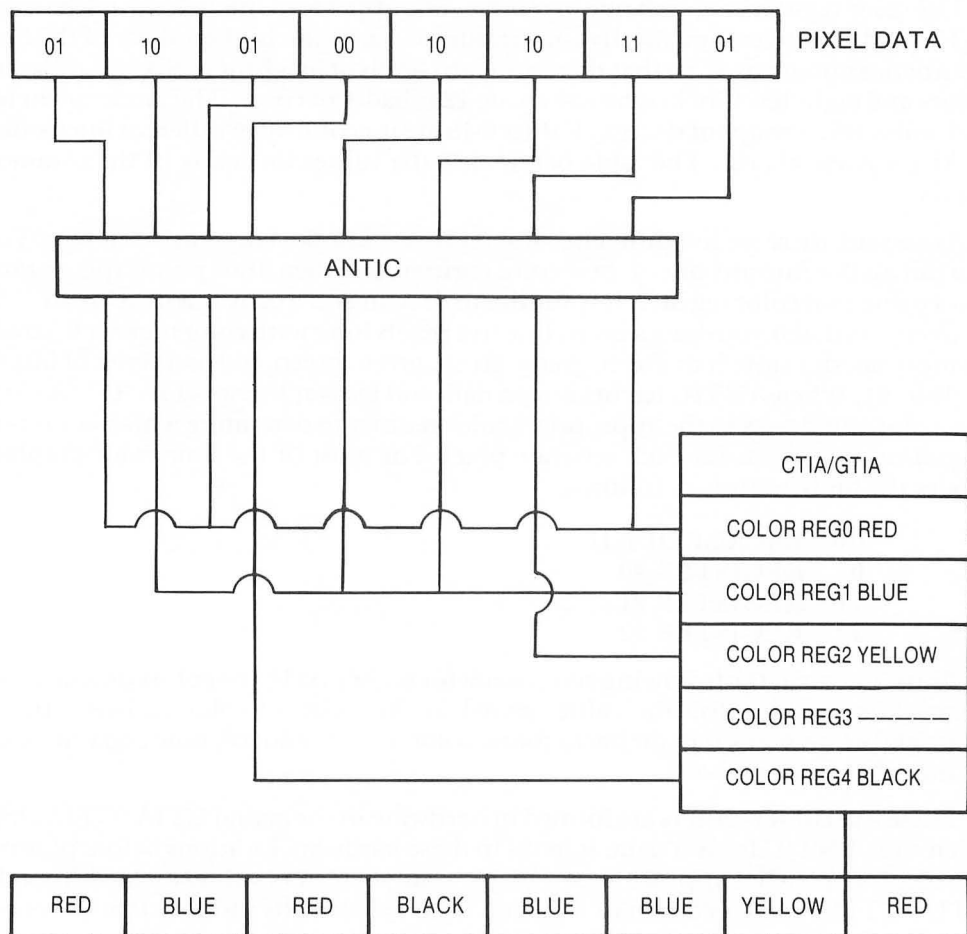 01 10 01 00 10 10 11 01 PIXEL DATA
ANTIC
CTIA/GTIA
COLOR REG0 RED
COLOR REG1 BLUE
COLOR REG2 YELLOW
COLOR REG3 ––––––
COLOR REG4 BLACK
RED BLUE RED BLACK BLUE BLUE YELLOW RED